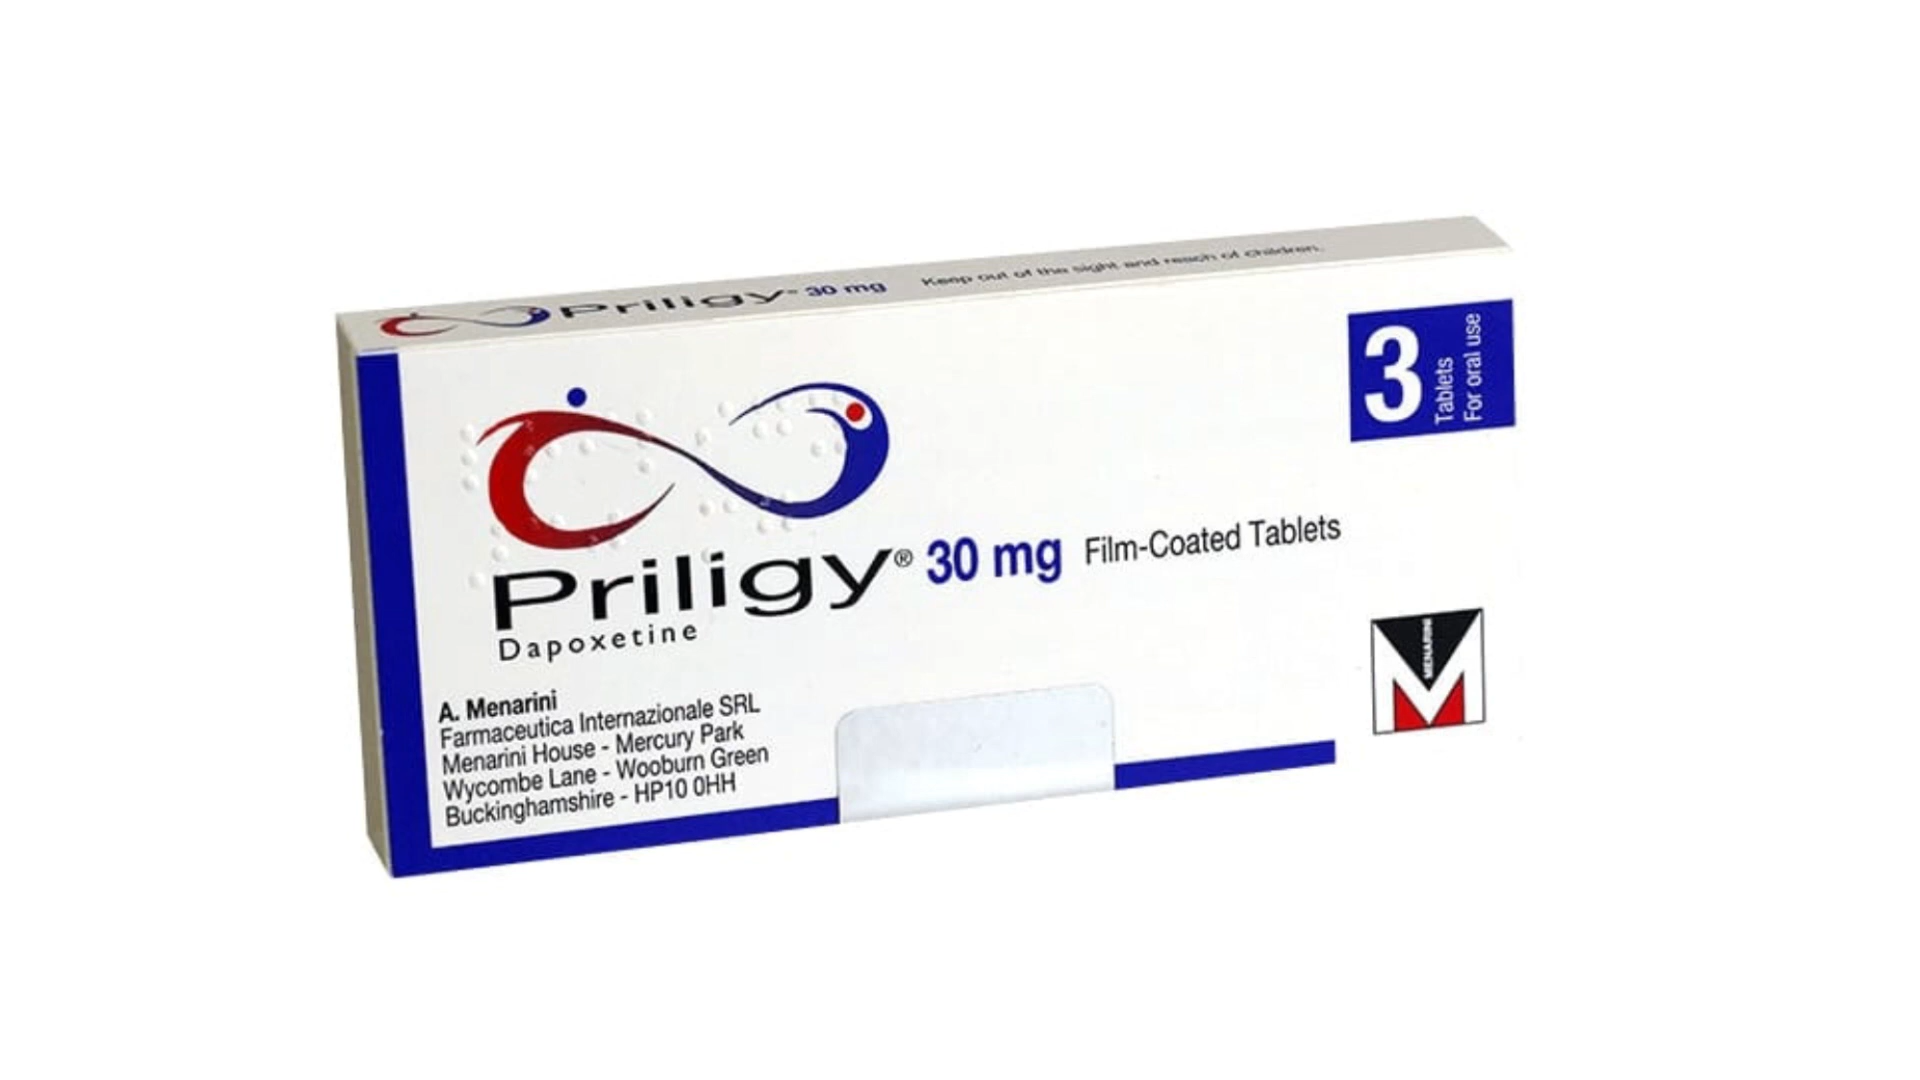 Priligy® 30 mg Keep out of the sight and reach of children.
3
Tablets
For oral use
Priligy® 30 mg Film-Coated Tablets
Dapoxetine
A. Menarini
Farmaceutica Internazionale SRL
Menarini House - Mercury Park
Wycombe Lane - Wooburn Green
Buckinghamshire - HP10 0HH
MENARINI